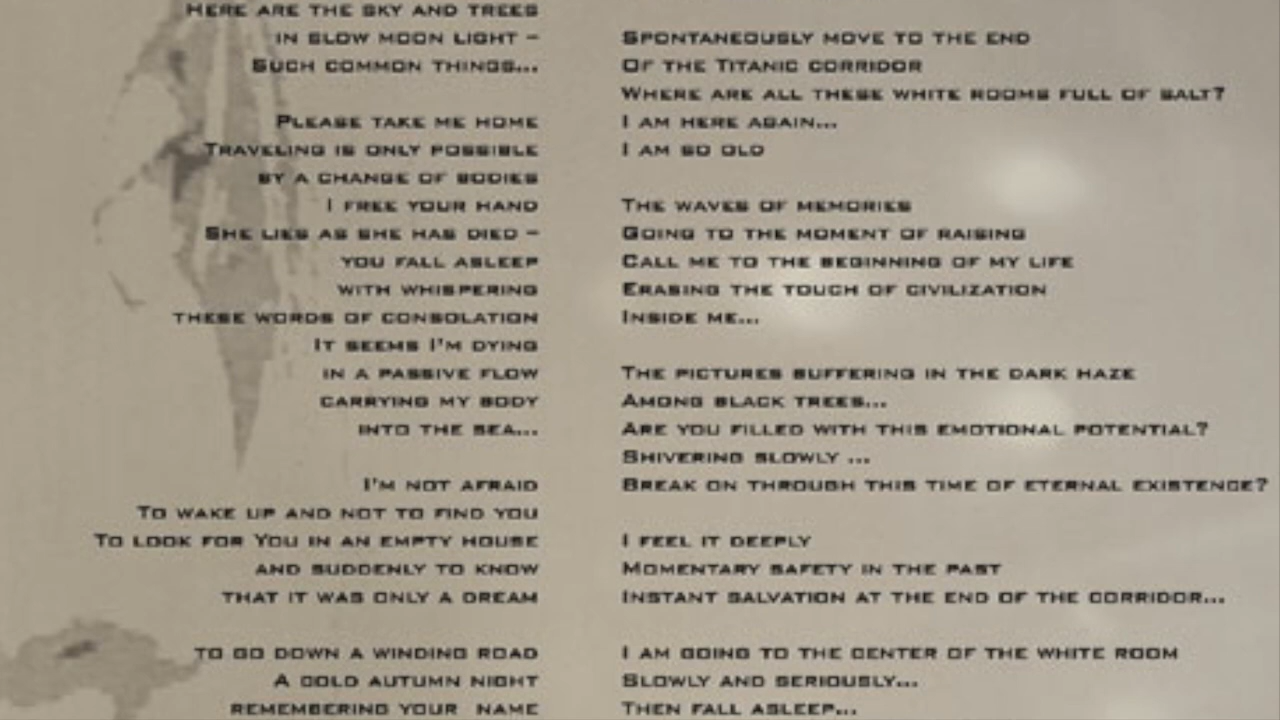 Here are the sky and trees
in slow moon light –
Such common things...
Please take me home
Traveling is only possible
by a change of bodies
I free your hand
She lies as she has died –
you fall asleep
with whispering
these words of consolation
It seems I'm dying
in a passive flow
carrying my body
into the sea...
I'm not afraid
To wake up and not to find you
To look for You in an empty house
and suddenly to know
that it was only a dream
to go down a winding road
a cold autumn night
remembering your name
Spontaneously move to the end
Of the Titanic corridor
Where are all these white rooms full of salt?
I am here again...
I am so old
The waves of memories
Going to the moment of raising
Call me to the beginning of my life
Erasing the touch of civilization
Inside me...
The pictures suffering in the dark haze
Among black trees...
Are you filled with this emotional potential?
Shivering slowly ...
Break on through this time of eternal existence?
I feel it deeply
Momentary safety in the past
Instant salvation at the end of the corridor...
I am going to the center of the white room
Slowly and seriously...
Then fall asleep...